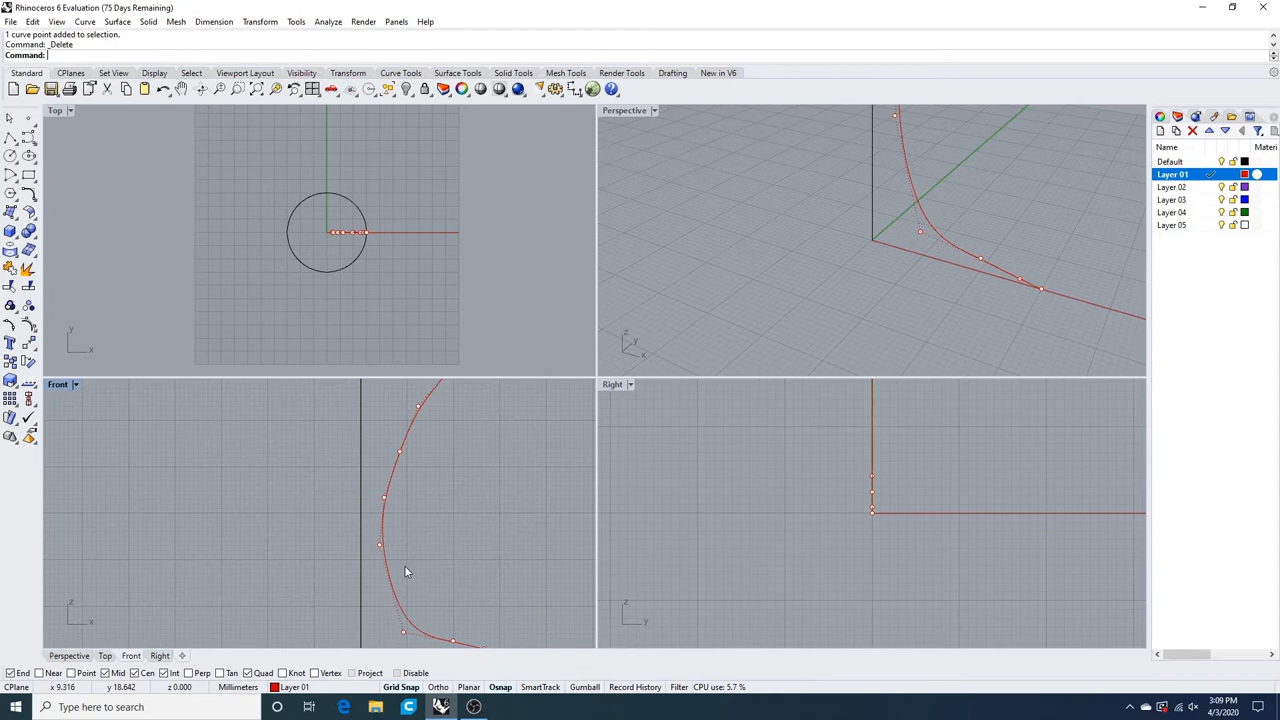 Rhinoceros 6 Evaluation (75 Days Remaining)
File Edit View Curve Surface Solid Mesh Dimension Transform Tools Analyze Render Panels Help
1 curve point added to selection.
Command: _Delete
Command:
Standard CPlanes Set View Display Select Viewport Layout Visibility Transform Curve Tools Surface Tools Solid Tools Mesh Tools Render Tools Drafting New in V6
Top
Perspective
Name Materi
Default
Layer 01
Layer 02
Layer 03
Layer 04
Layer 05
y
x
z
y
x
Front
Right
z
x
z
y
Perspective Top Front Right
End Near Point Mid Cen Int Perp Tan Quad Knot Vertex Project Disable
CPlane x 9.316 y 18.642 z 0.000 Millimeters Layer 01 Grid Snap Ortho Planar Osnap SmartTrack Gumball Record History Filter CPU use: 5.7 %
Type here to search
3:09 PM
4/3/2020